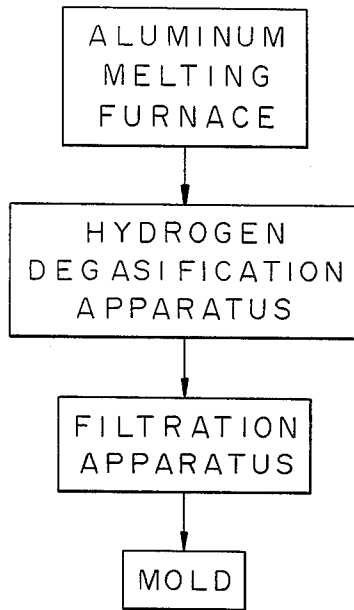 ALUMINUM
MELTING
FURNACE
HYDROGEN
DEGASIFICATION
APPARATUS
FILTRATION
APPARATUS
MOLD